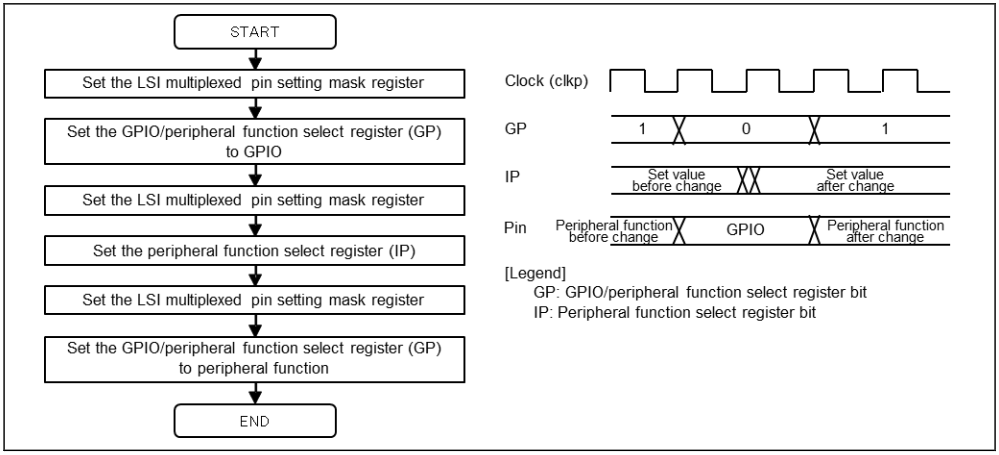 START
Set the LSI multiplexed pin setting mask register
Set the GPIO/peripheral function select register (GP)
to GPIO
Set the LSI multiplexed pin setting mask register
Set the peripheral function select register (IP)
Set the LSI multiplexed pin setting mask register
Set the GPIO/peripheral function select register (GP)
to peripheral function
END
Clock (clkp)
GP
1
0
1
IP
Set value
before change
Set value
after change
Pin
Peripheral function
before change
GPIO
Peripheral function
after change
[Legend]
GP: GPIO/peripheral function select register bit
IP: Peripheral function select register bit